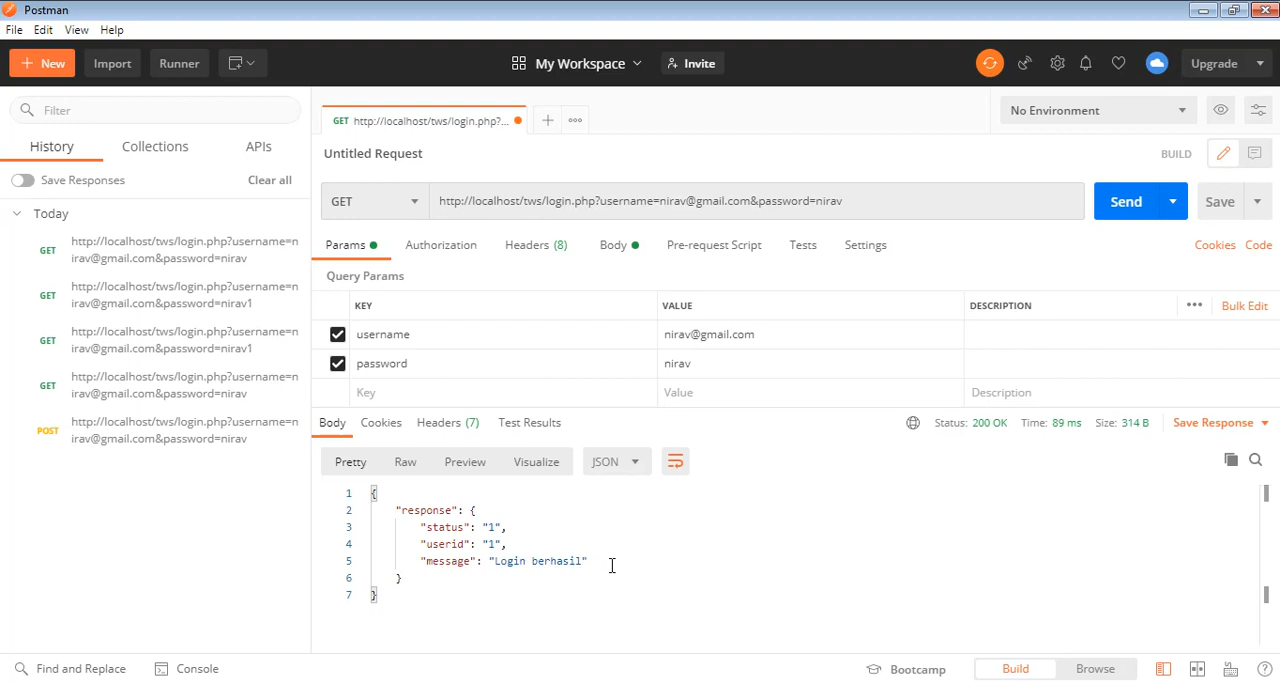 Postman
File Edit View Help
New Import Runner My Workspace Invite Upgrade
Filter
History Collections APIs
Save Responses Clear all
Today
GET http://localhost/tws/login.php?username=n
irav@gmail.com&password=nirav
GET http://localhost/tws/login.php?username=n
irav@gmail.com&password=nirav1
GET http://localhost/tws/login.php?username=n
irav@gmail.com&password=nirav1
GET http://localhost/tws/login.php?username=n
irav@gmail.com&password=nirav
POST http://localhost/tws/login.php?username=n
irav@gmail.com&password=nirav
GET http://localhost/tws/login.php?...
No Environment
Untitled Request BUILD
GET http://localhost/tws/login.php?username=nirav@gmail.com&password=nirav Send Save
Params Authorization Headers (8) Body Pre-request Script Tests Settings Cookies Code
Query Params
KEY VALUE DESCRIPTION Bulk Edit
username nirav@gmail.com
password nirav
Key Value Description
Body Cookies Headers (7) Test Results Status: 200 OK Time: 89 ms Size: 314 B Save Response
Pretty Raw Preview Visualize JSON
1 {
2 "response": {
3 "status": "1",
4 "userid": "1",
5 "message": "Login berhasil"
6 }
7 }
Find and Replace Console Bootcamp Build Browse